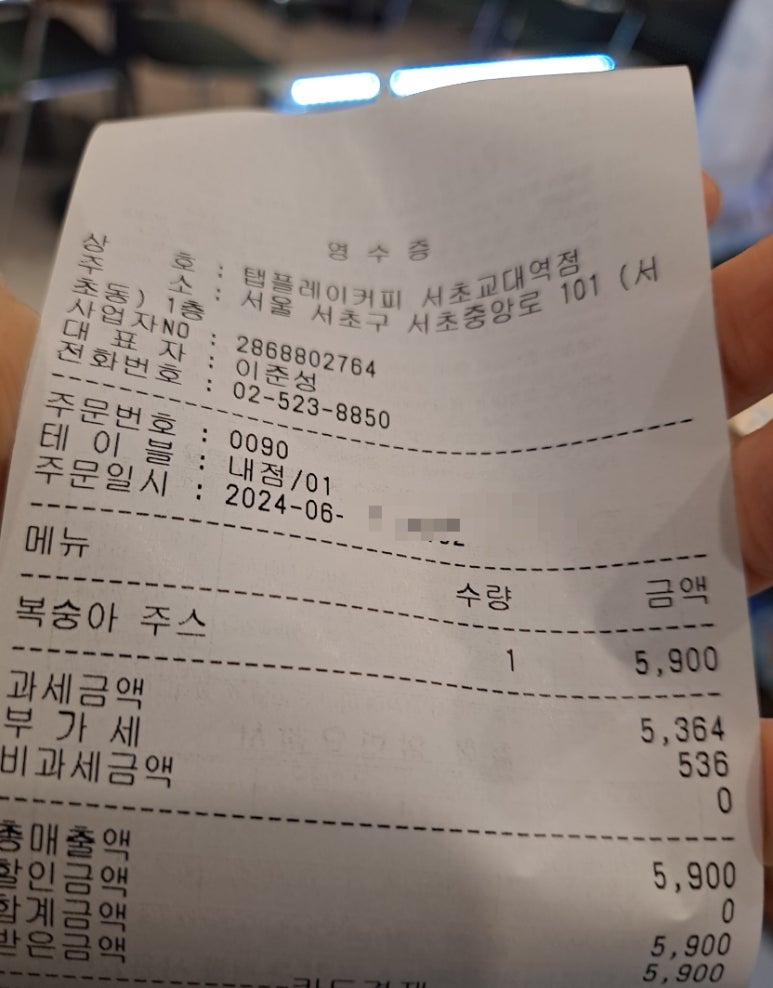 영 수 증
상 호 : 탭플레이커피 서초교대역점
주 소 : 서울 서초구 서초중앙로 101 (서
초동) 1층
사업자NO : 2868802764
대 표 자 : 이준성
전화번호 : 02-523-8850
주문번호 : 0090
테 이 블 : 내점/01
주문일시 : 2024-06-
메뉴 수량 금액
복숭아 주스 1 5,900
과세금액 5,364
부 가 세 536
비과세금액 0
총매출액 5,900
할인금액 0
합계금액 5,900
받은금액 5,900